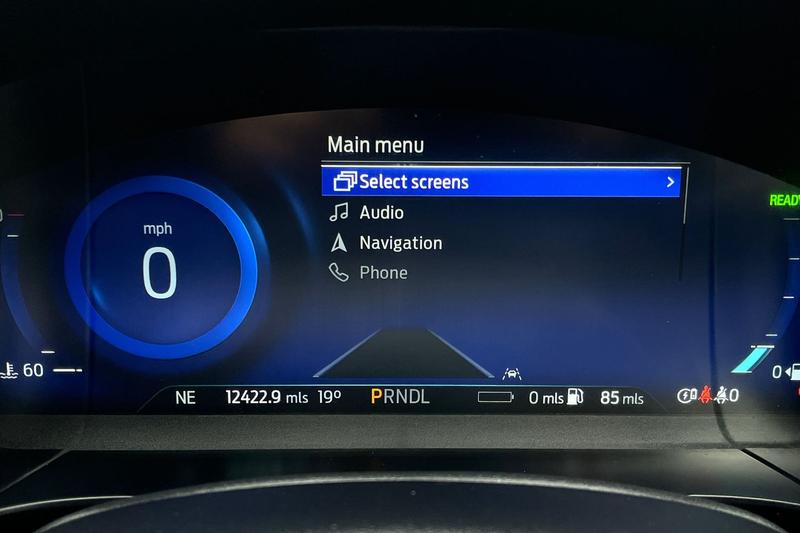 Main menu
Select screens
Audio
Navigation
Phone
mph
0
READY
60
0
NE 12422.9 mls 19° PRNDL 0 mls 85 mls 0